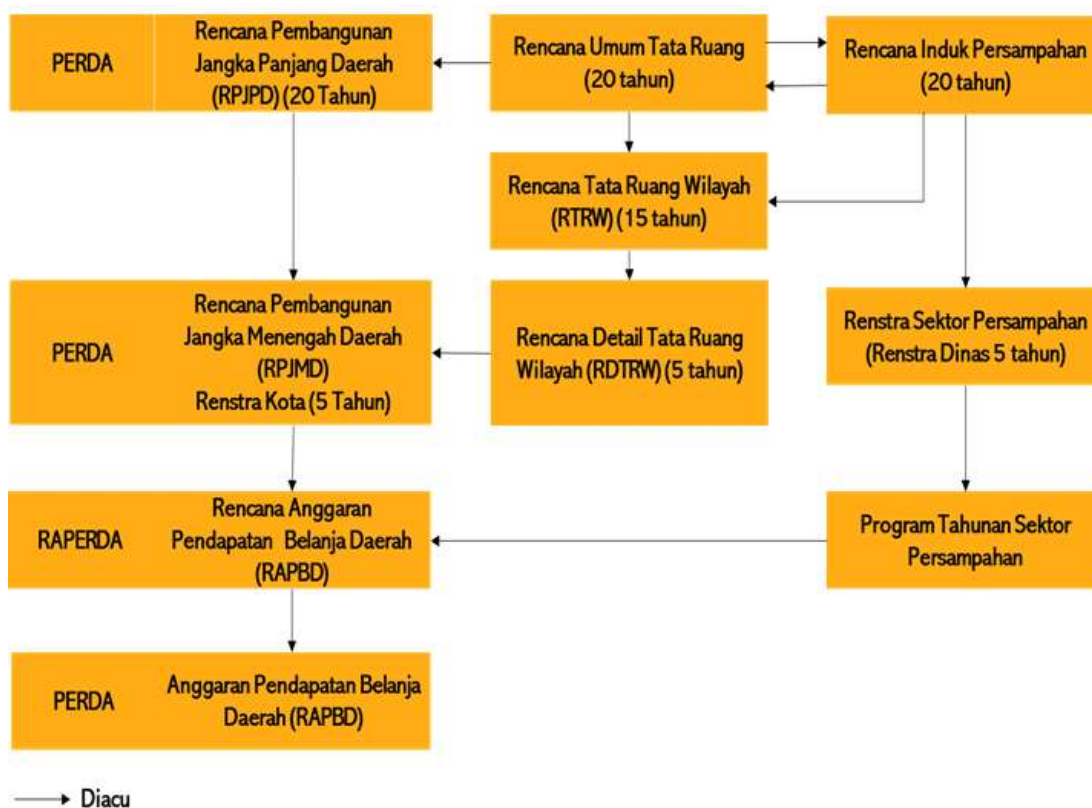 PERDA
Rencana Pembangunan
Jangka Panjang Daerah
(RPJPD) (20 Tahun)
Rencana Umum Tata Ruang
(20 tahun)
Rencana Induk Persampahan
(20 tahun)
Rencana Tata Ruang Wilayah
(RTRW) (15 tahun)
PERDA
Rencana Pembangunan
Jangka Menengah Daerah
(RPJMD)
Renstra Kota (5 Tahun)
Rencana Detail Tata Ruang
Wilayah (RDTRW) (5 tahun)
Renstra Sektor Persampahan
(Renstra Dinas 5 tahun)
RAPERDA
Rencana Anggaran
Pendapatan Belanja Daerah
(RAPBD)
Program Tahunan Sektor
Persampahan
PERDA
Anggaran Pendapatan Belanja
Daerah (RAPBD)
Diacu